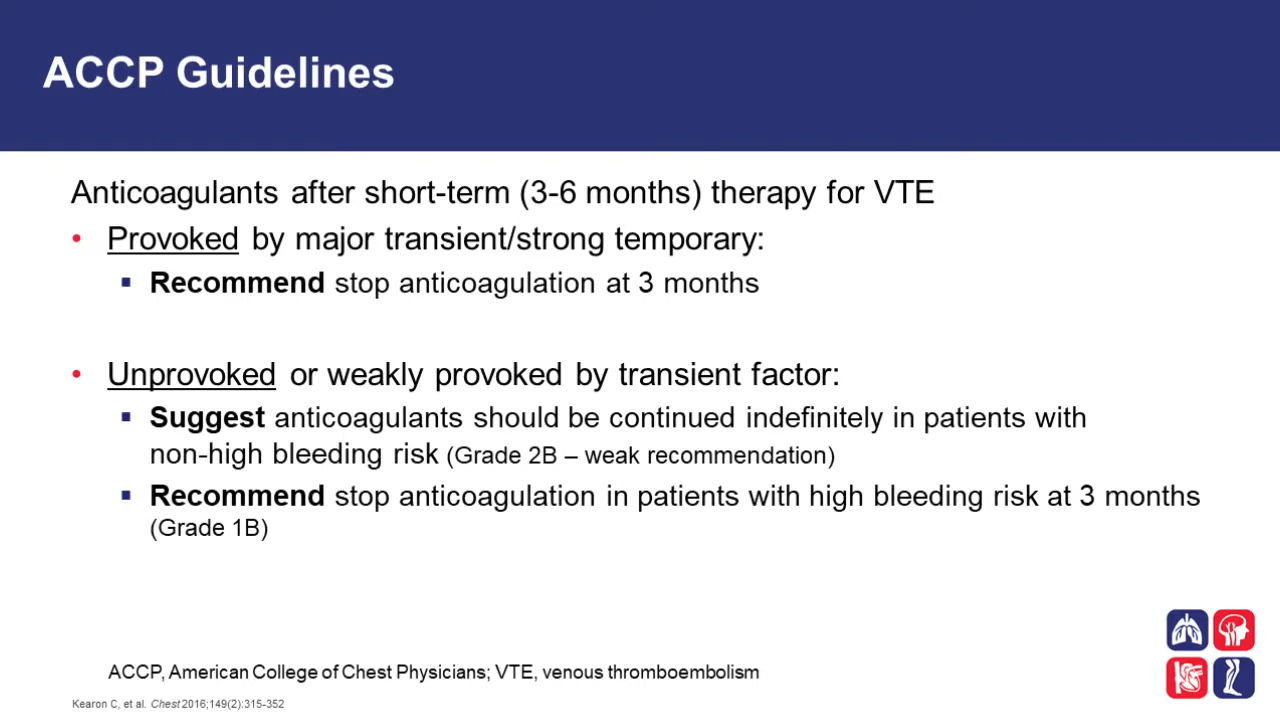 ACCP Guidelines
Anticoagulants after short-term (3-6 months) therapy for VTE
• Provoked by major transient/strong temporary:
▪ Recommend stop anticoagulation at 3 months
• Unprovoked or weakly provoked by transient factor:
▪ Suggest anticoagulants should be continued indefinitely in patients with
non-high bleeding risk (Grade 2B – weak recommendation)
▪ Recommend stop anticoagulation in patients with high bleeding risk at 3 months
(Grade 1B)
ACCP, American College of Chest Physicians; VTE, venous thromboembolism
Kearon C, et al. Chest 2016;149(2):315-352